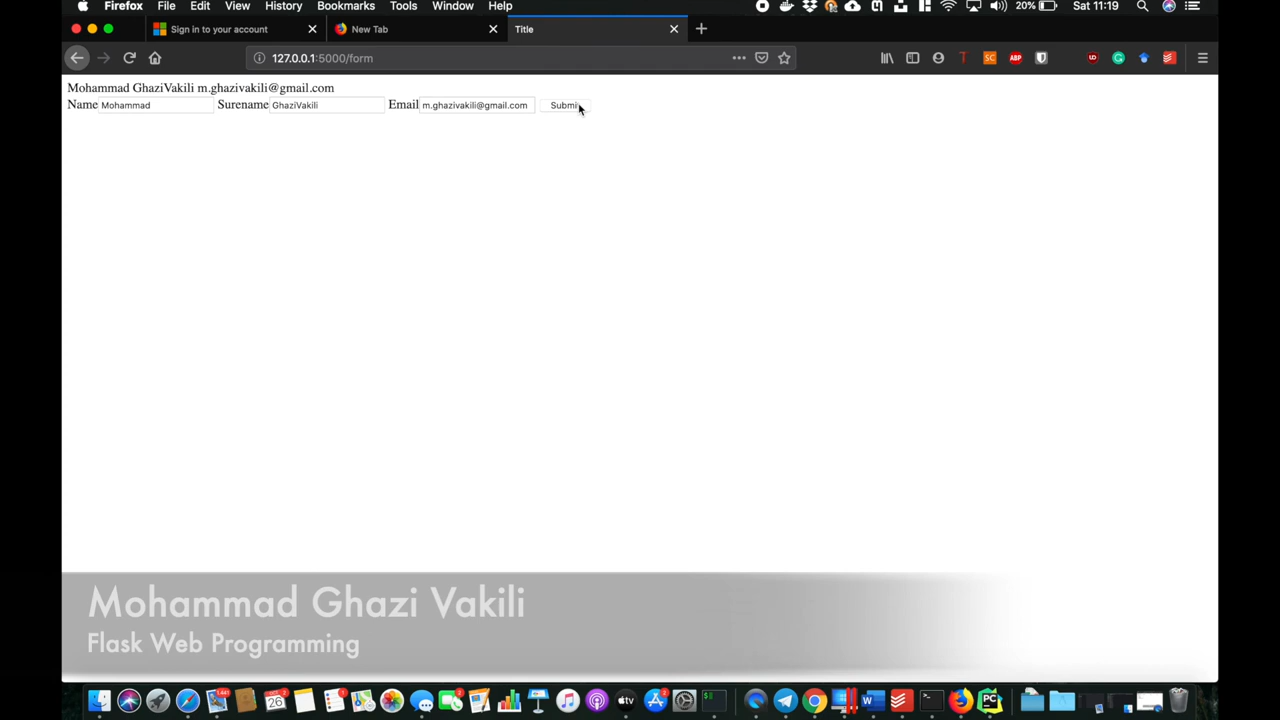 Firefox File Edit View History Bookmarks Tools Window Help 20% Sat 11:19
Sign in to your account New Tab Title
127.0.0.1:5000/form
Mohammad GhaziVakili m.ghazivakili@gmail.com
Name Mohammad Surename GhaziVakili Email m.ghazivakili@gmail.com Submi
Mohammad Ghazi Vakili
Flask Web Programming